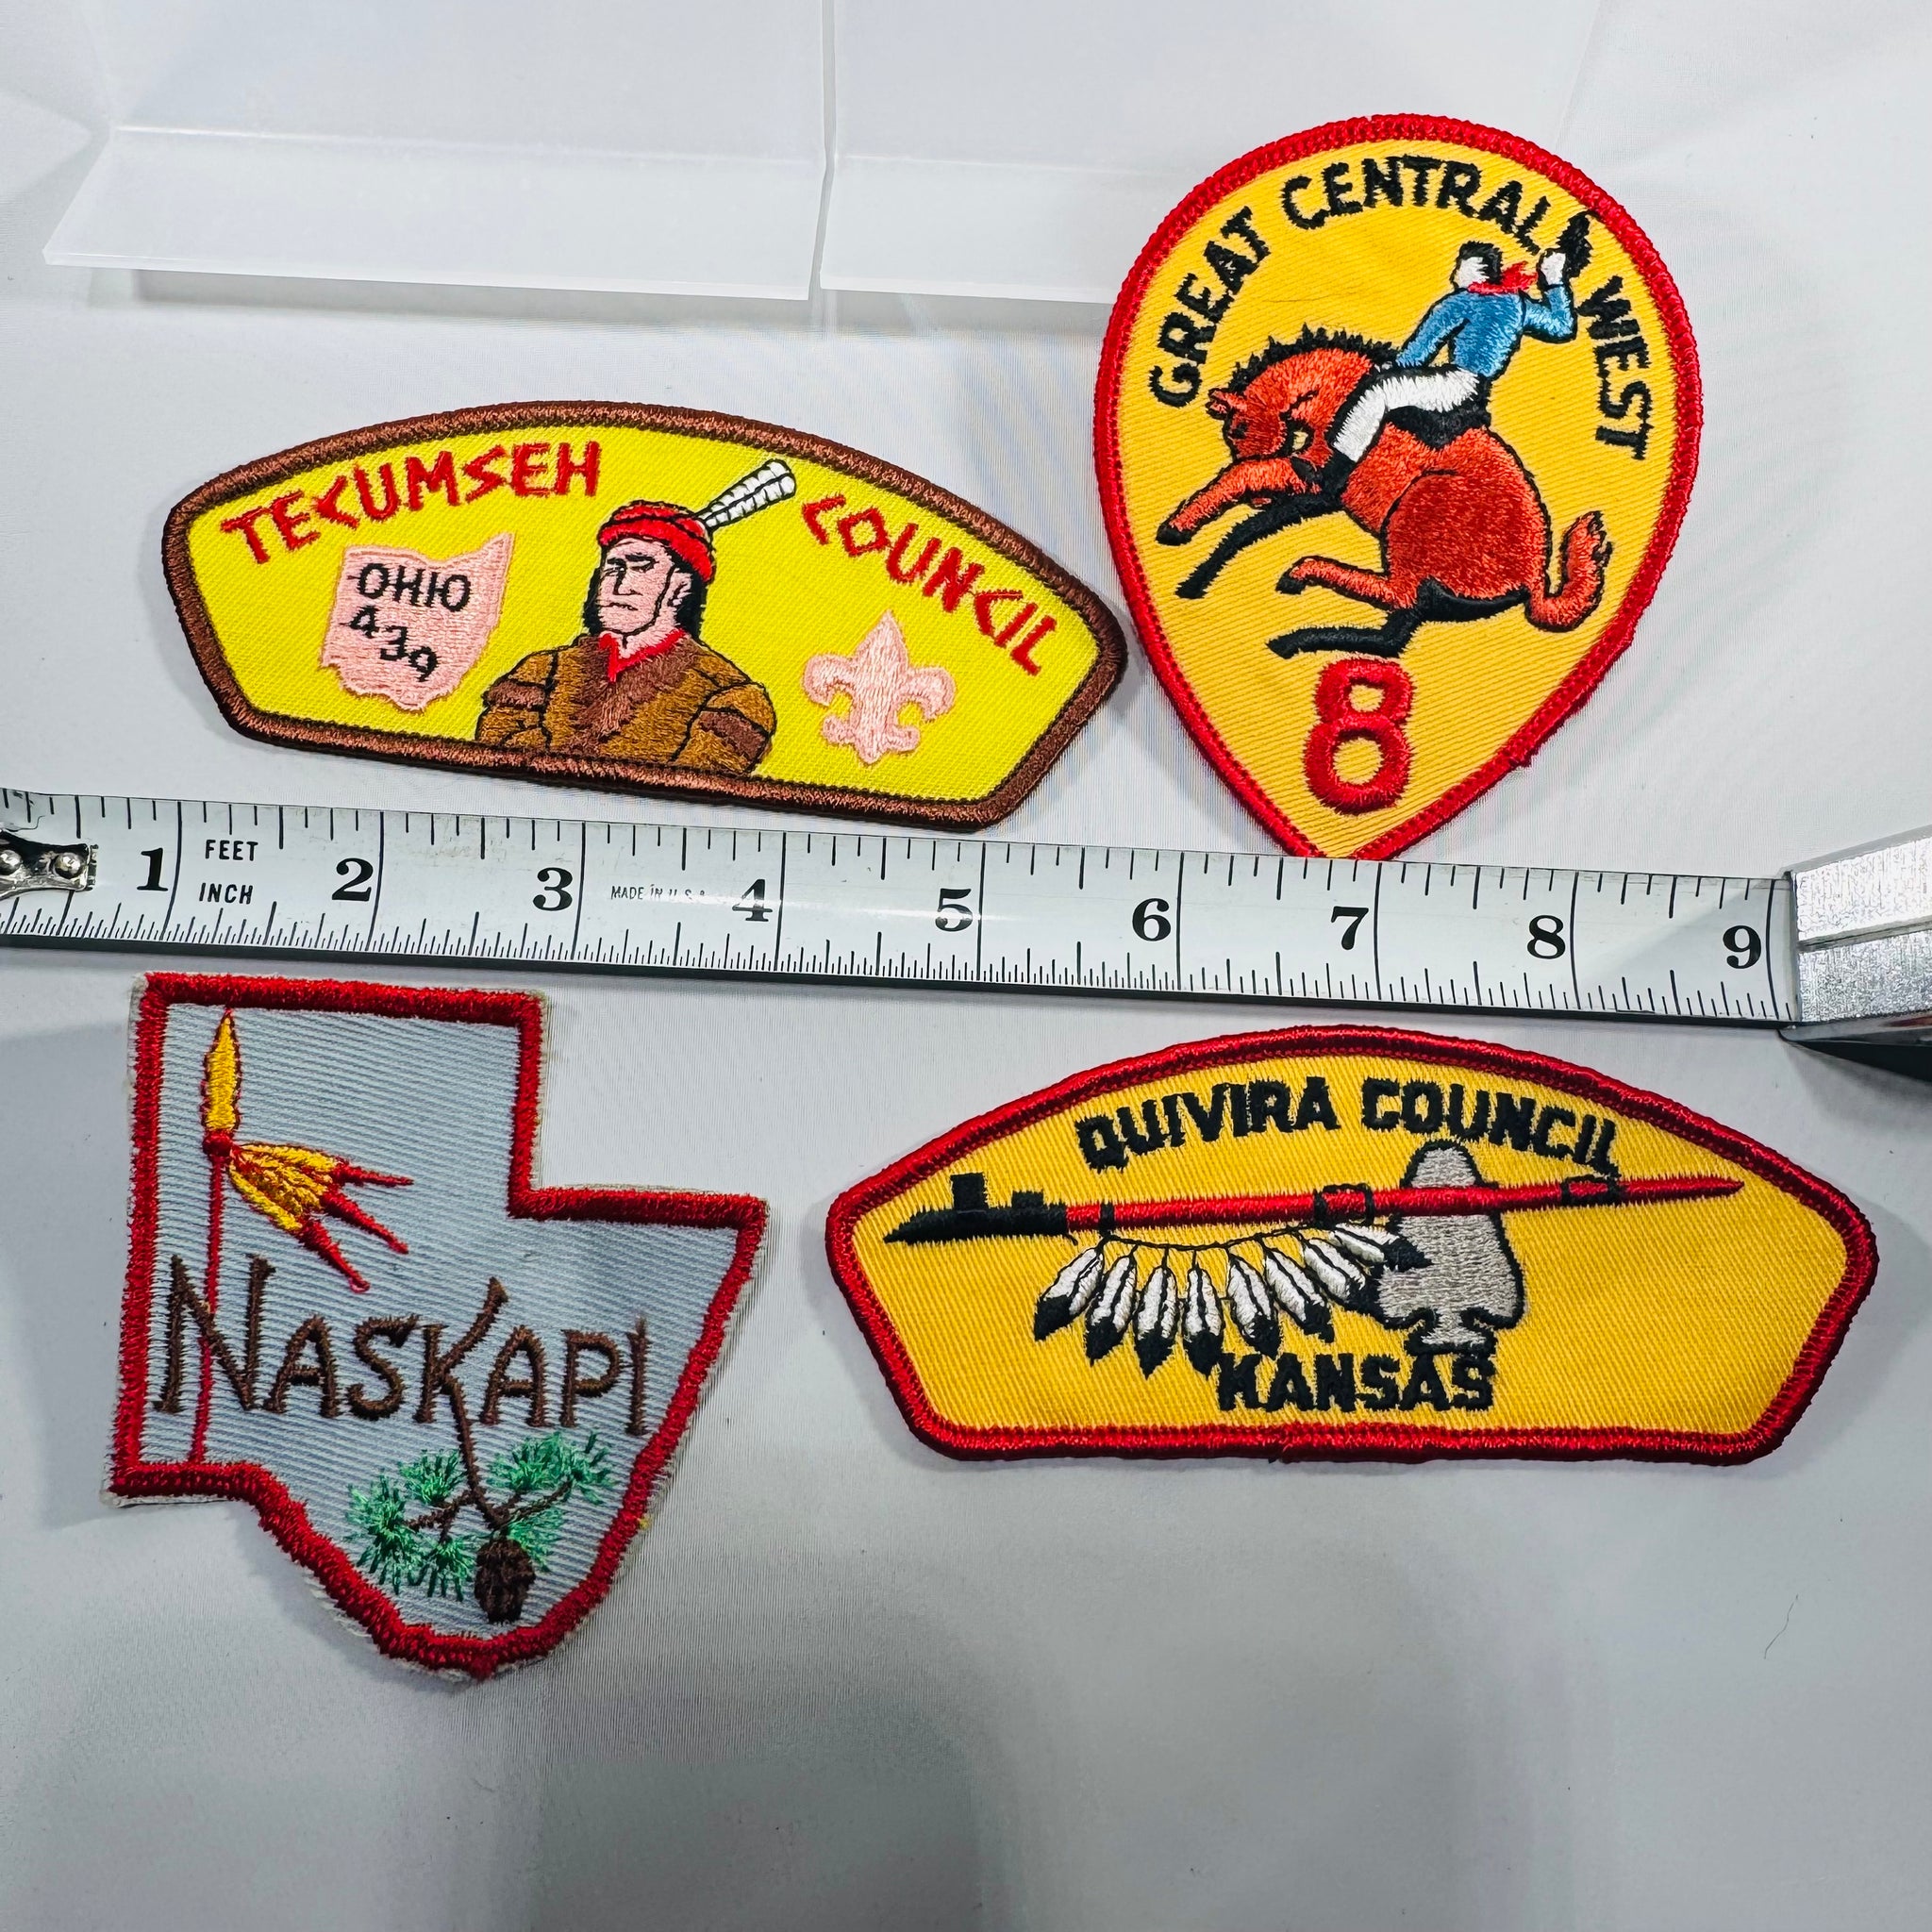 GREAT CENTRAL WEST
8
TECUMSEH COUNCIL
OHIO
439
1 FEET 2 3 4 5 6 7 8 9
INCH MADE IN U.S.A.
NASKAPI
QUIVIRA COUNCIL
KANSAS